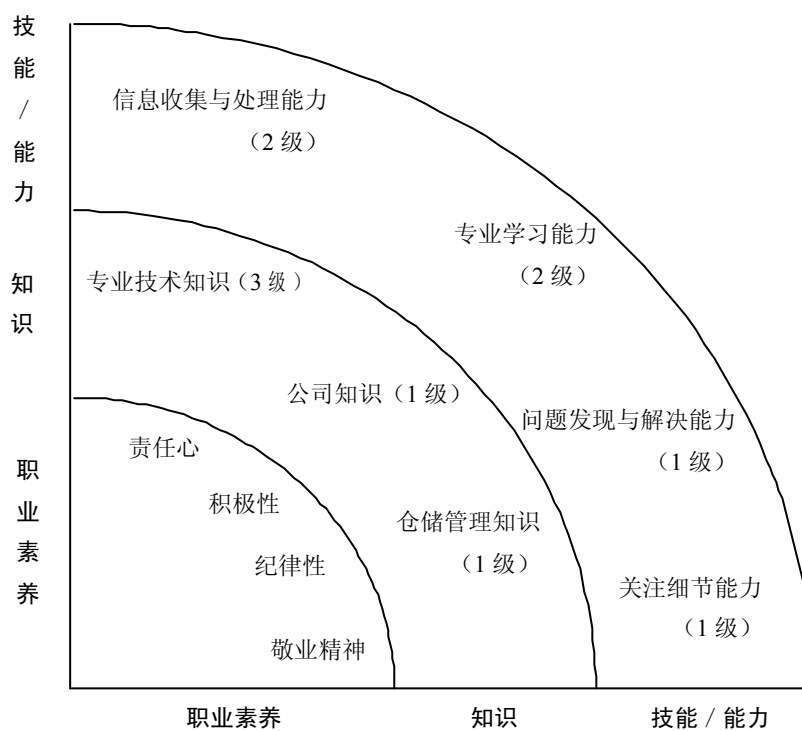 技能/能力
信息收集与处理能力
（2 级）
专业学习能力
（2 级）
知识
专业技术知识（3 级）
公司知识（1 级）
问题发现与解决能力
（1 级）
职业素养
责任心
积极性
仓储管理知识
（1 级）
纪律性
关注细节能力
（1 级）
敬业精神
职业素养
知识
技能 / 能力